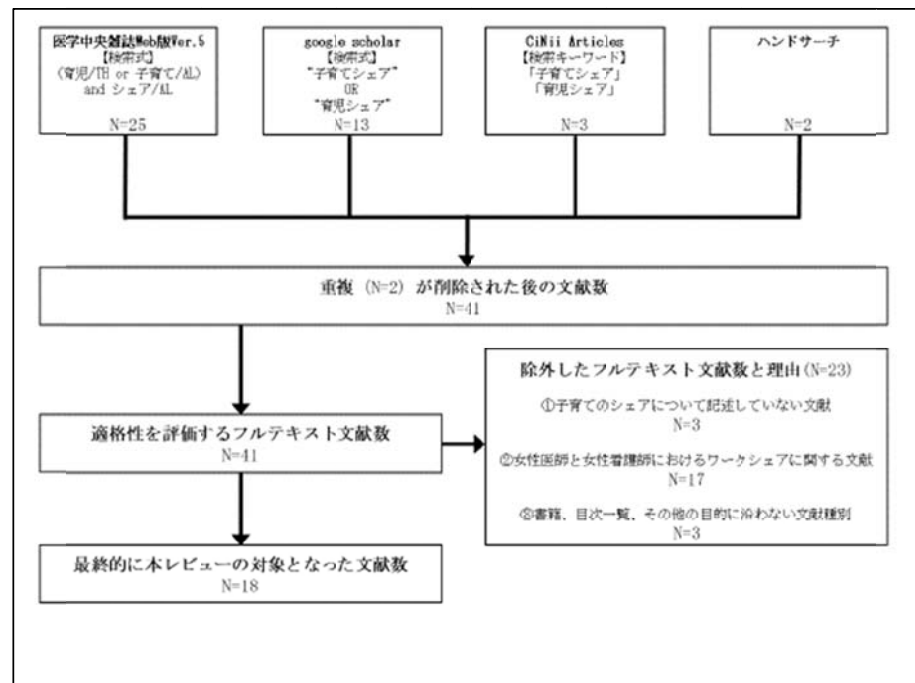 医学中央雑誌Web版Ver.5
【検索式】
(育児/TH or 子育て/AL)
and シェア/AL
N=25
google scholar
【検索式】
"子育てシェア"
OR
"育児シェア"
N=13
CiNii Articles
【検索キーワード】
「子育てシェア」
「育児シェア」
N=3
ハンドサーチ
N=2
重複 (N=2) が削除された後の文献数
N=41
適格性を評価するフルテキスト文献数
N=41
除外したフルテキスト文献数と理由(N=23)
①子育てのシェアについて記述していない文献
N=3
②女性医師と女性看護師におけるワークシェアに関する文献
N=17
③書籍、目次一覧、その他の目的に沿わない文献種別
N=3
最終的に本レビューの対象となった文献数
N=18